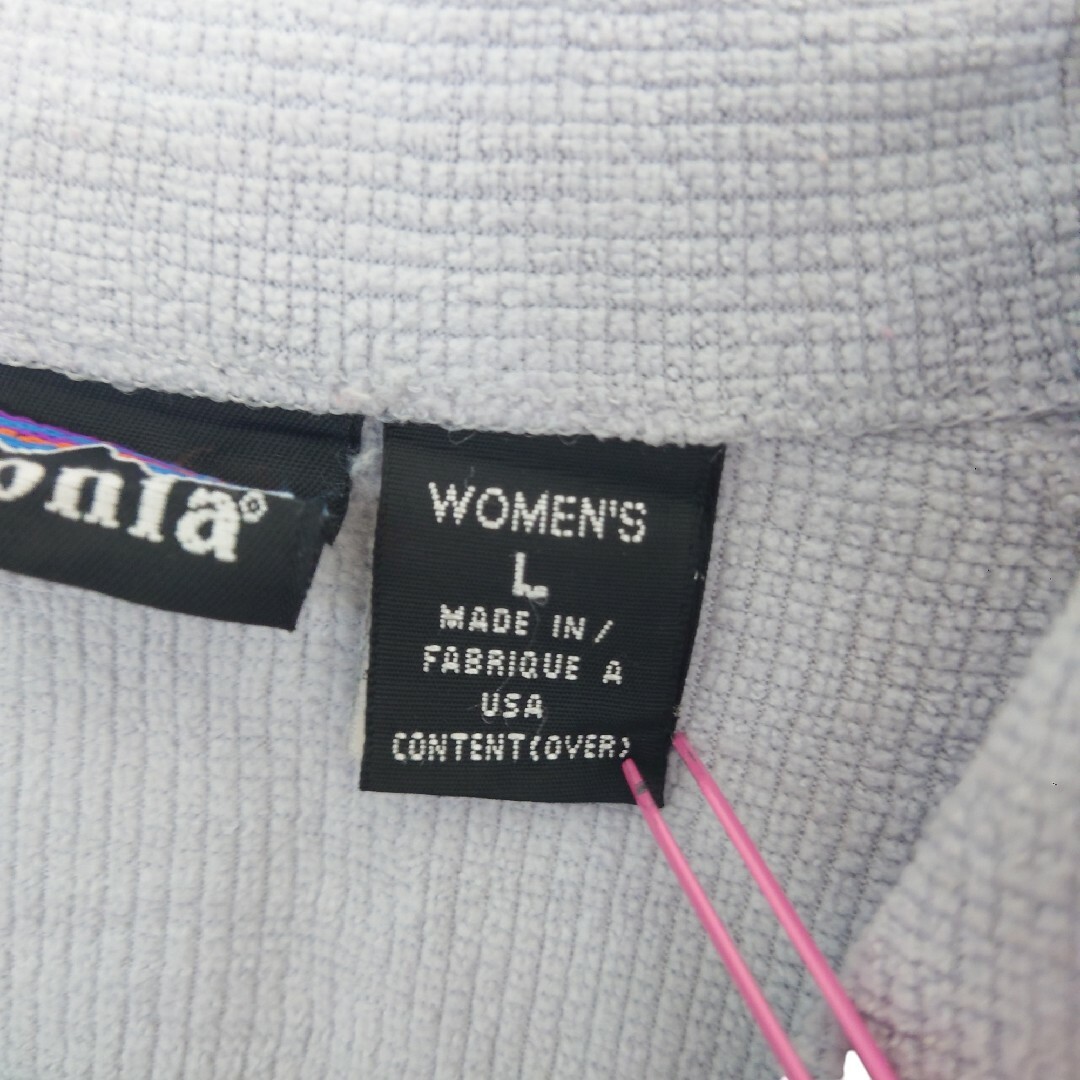 onia®
WOMEN'S
L
MADE IN/
FABRIQUE A
USA
CONTENT(OVER)